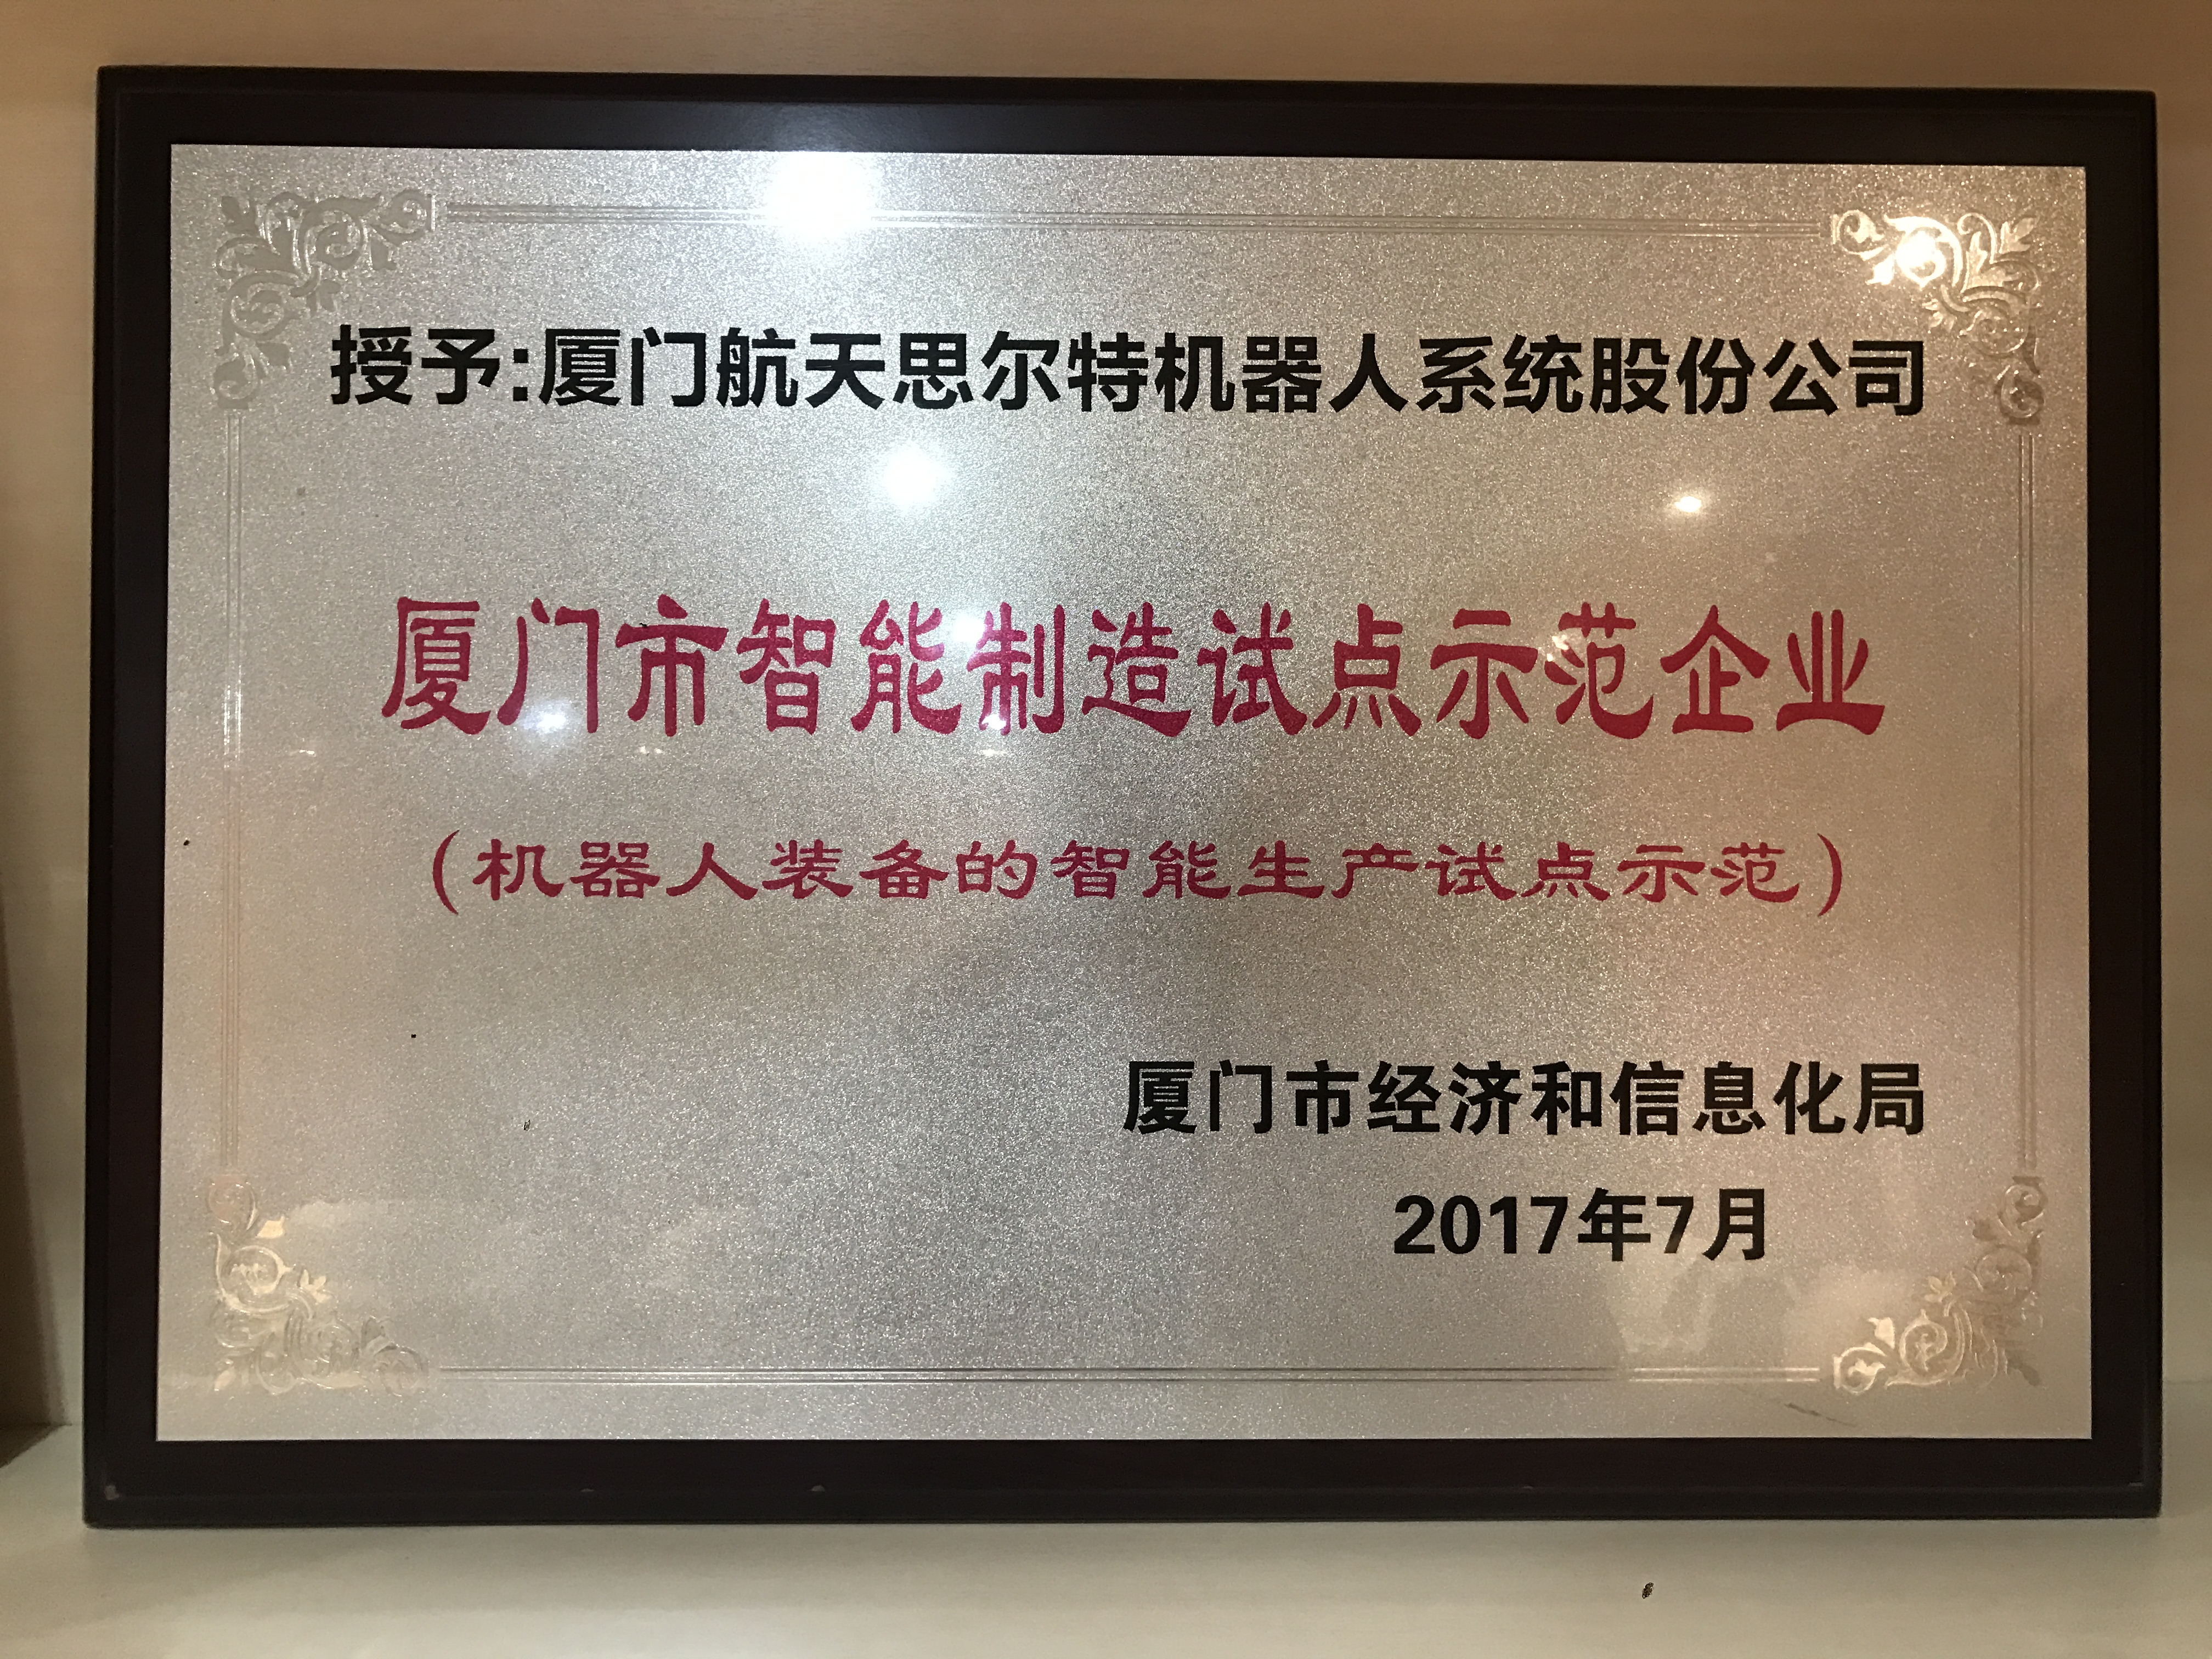 授予:厦门航天思尔特机器人系统股份公司
厦门市智能制造试点示范企业
(机器人装备的智能生产试点示范)
厦门市经济和信息化局
2017年7月